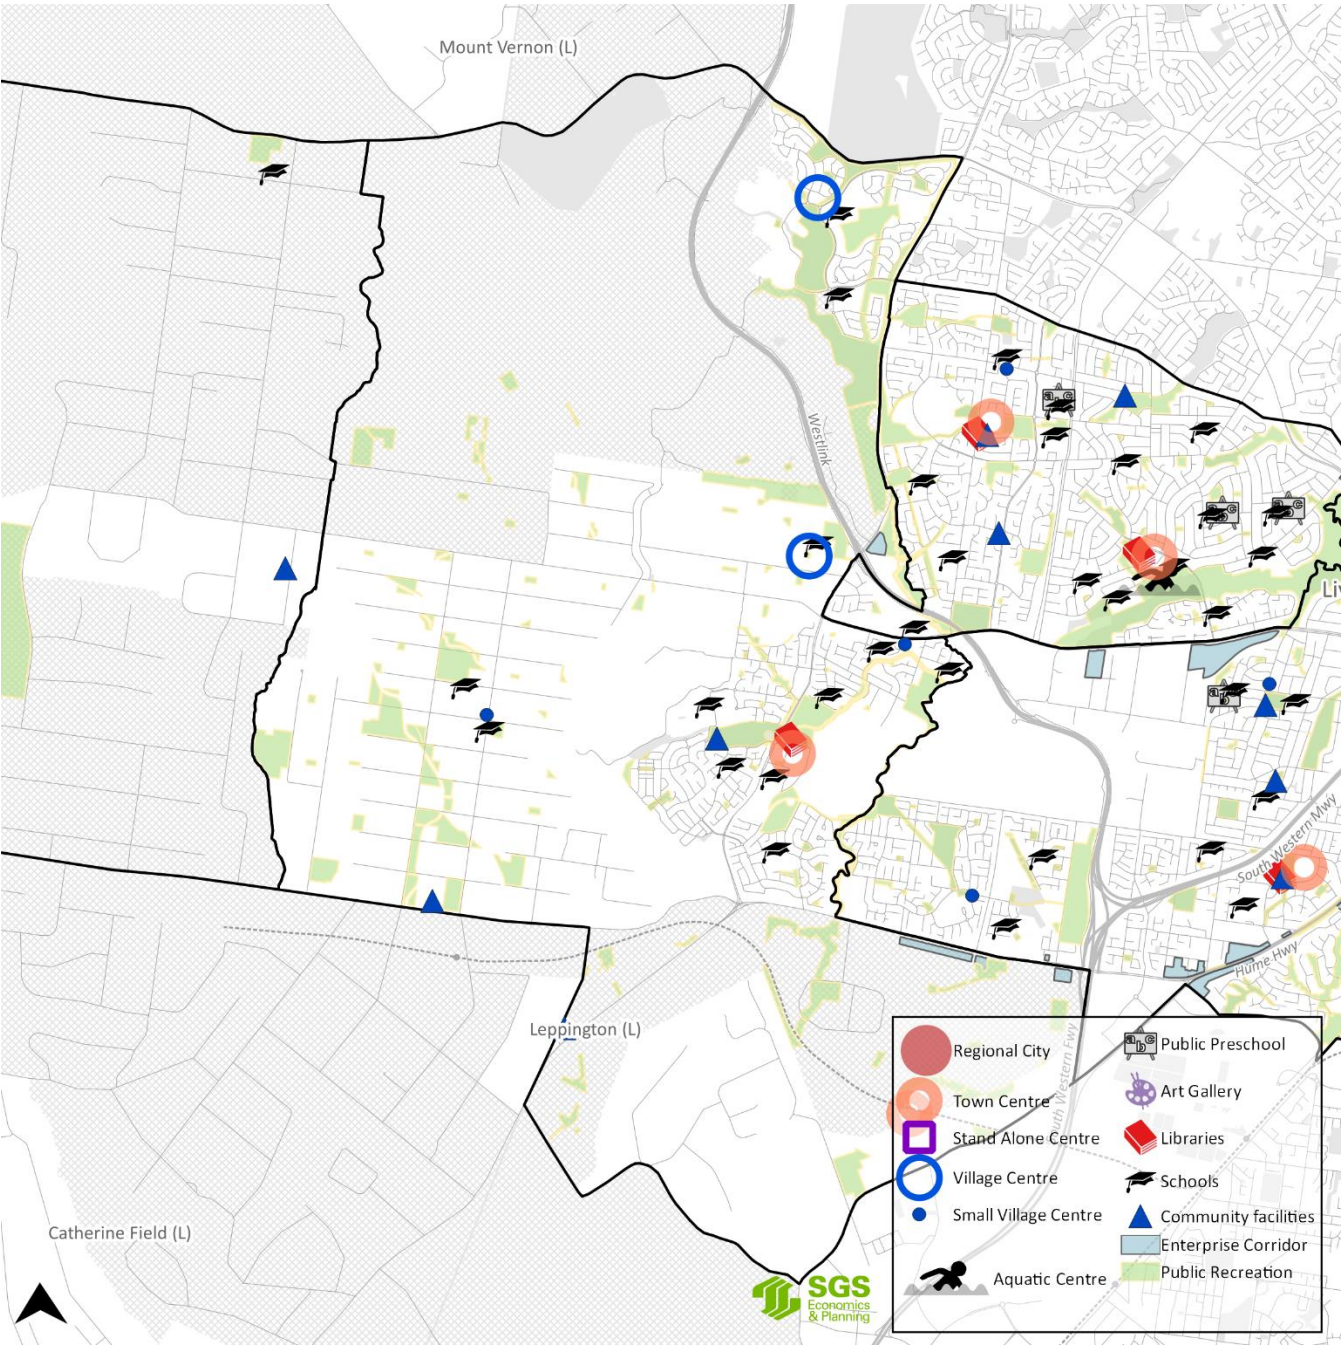 Mount Vernon (L)
Westlink
Liv
South Western Mwy
Hume Hwy
Leppington (L)
South Western Fwy
Catherine Field (L)
Regional City
Town Centre
Stand Alone Centre
Village Centre
Small Village Centre
Aquatic Centre
Public Preschool
Art Gallery
Libraries
Schools
Community facilities
Enterprise Corridor
Public Recreation
SGS
Economics
& Planning